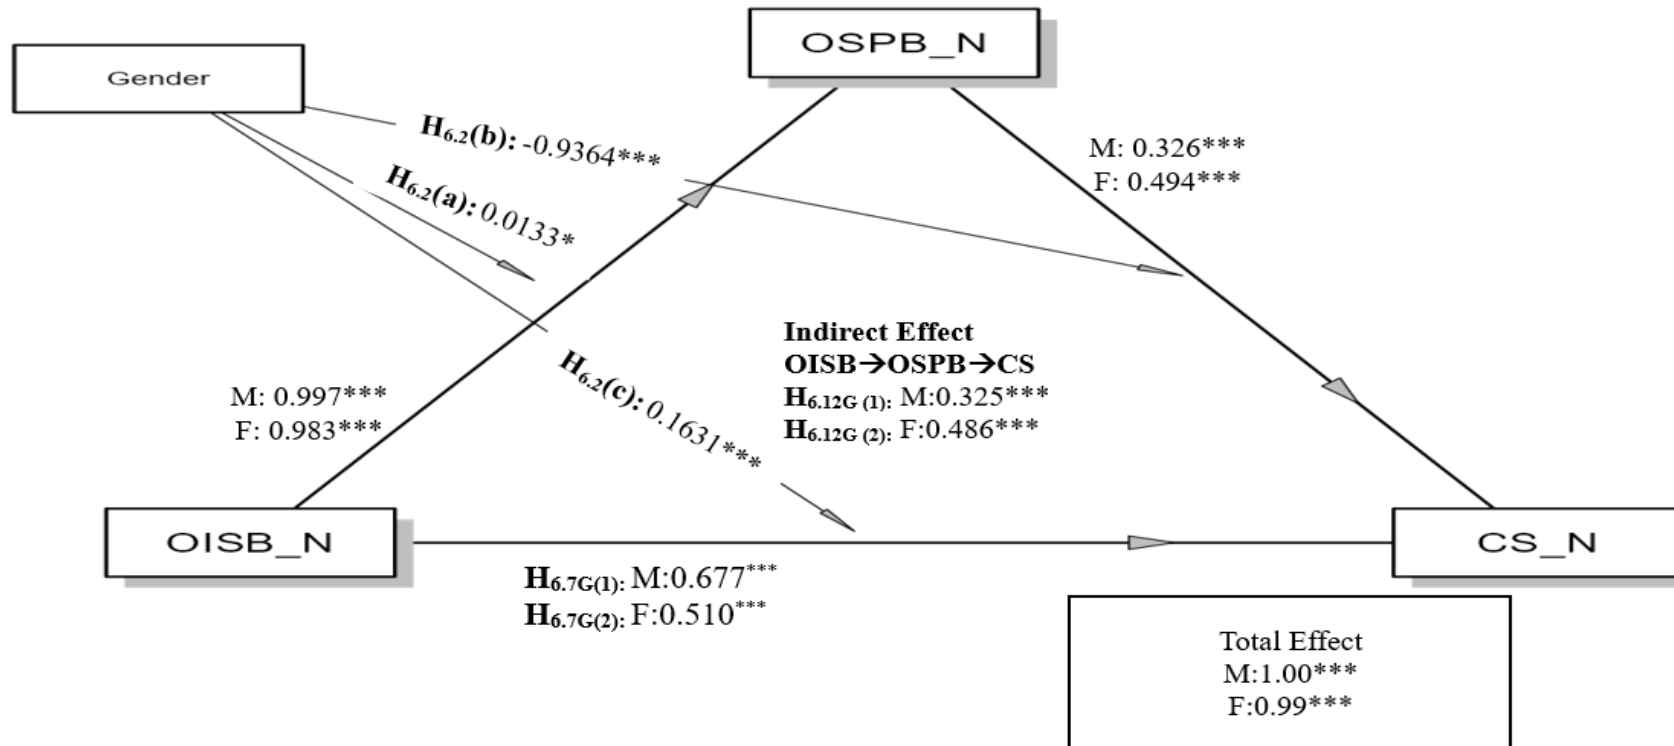 OSPB_N
Gender
H6.2(b): -0.9364***
M: 0.326***
F: 0.494***
H6.2(a): 0.0133*
Indirect Effect
OISB→OSPB→CS
H6.12G (1): M:0.325***
H6.12G (2): F:0.486***
H6.2(c): 0.1631***
M: 0.997***
F: 0.983***
OISB_N
CS_N
H6.7G(1): M:0.677***
H6.7G(2): F:0.510***
Total Effect
M:1.00***
F:0.99***